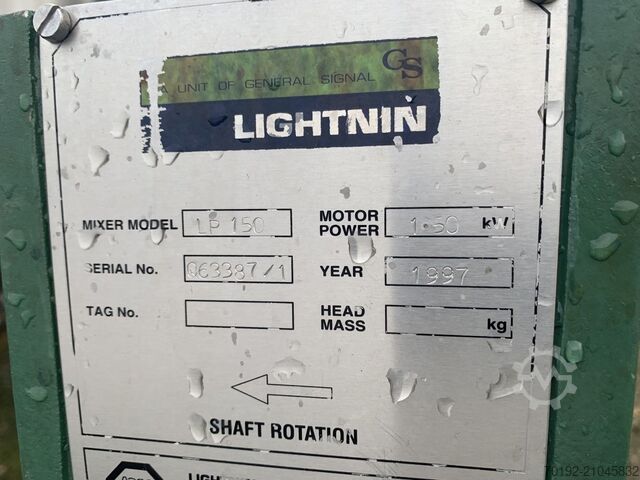 A UNIT OF GENERAL SIGNAL GS
LIGHTNIN
MIXER MODEL LP 150 MOTOR POWER 1.50 kW
SERIAL No. Q63387/1 YEAR 1997
TAG No. HEAD MASS kg
SHAFT ROTATION
70192-21045832